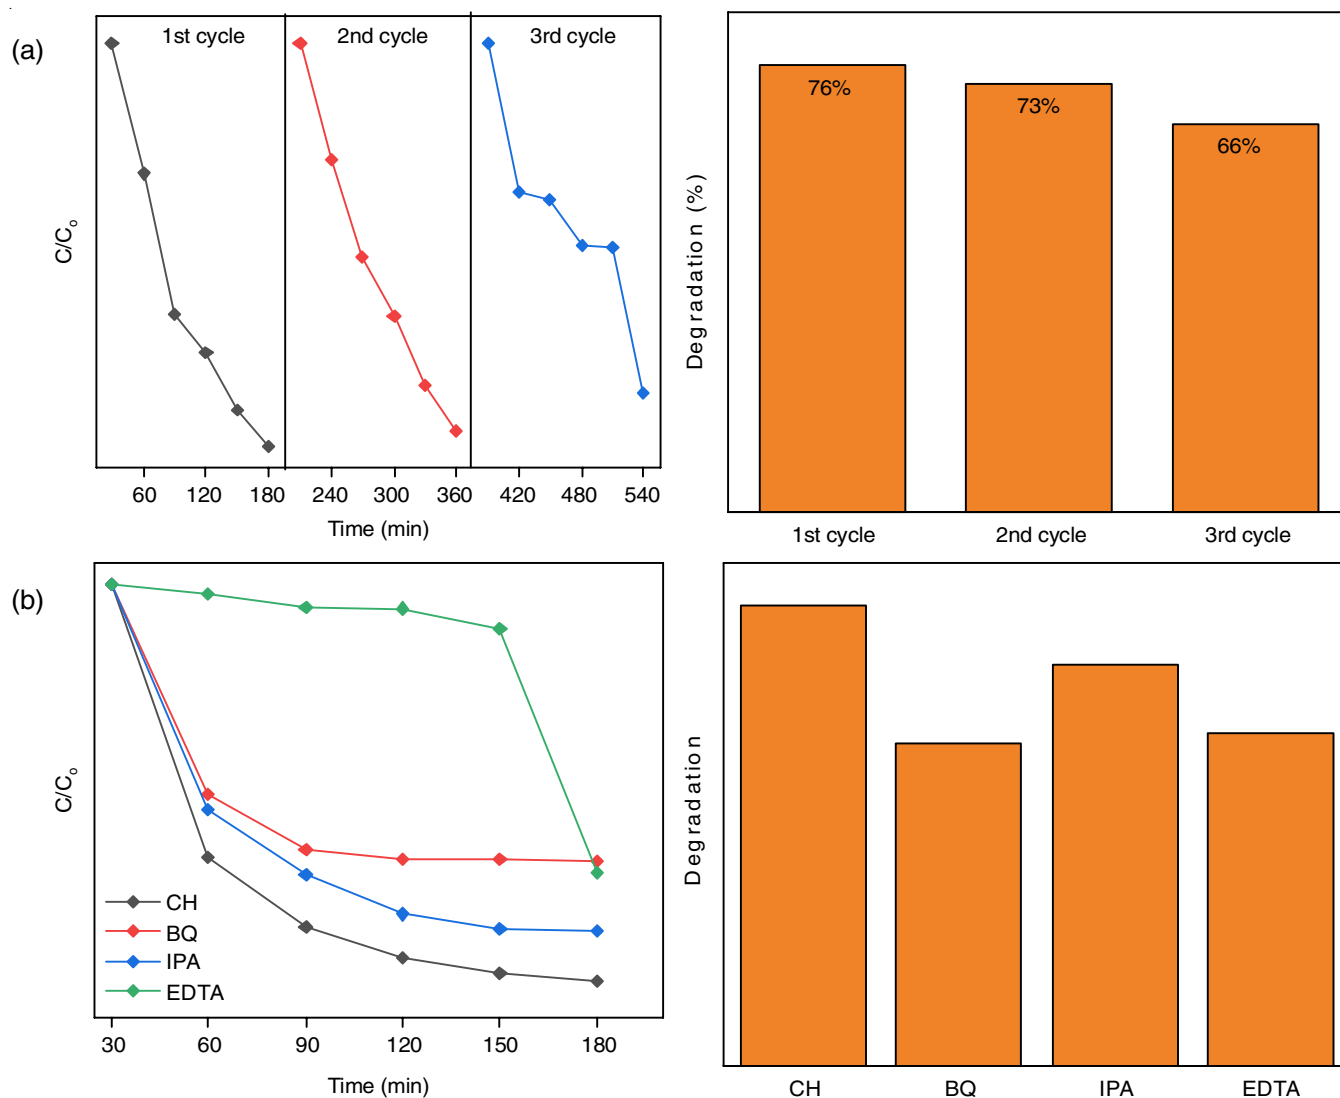 (a)
1st cycle
2nd cycle
3rd cycle
C/Co
60
120
180
240
300
360
420
480
540
Time (min)
Degradation (%)
76%
73%
66%
1st cycle
2nd cycle
3rd cycle
(b)
C/Co
CH
BQ
IPA
EDTA
30
60
90
120
150
180
Time (min)
Degradation
CH
BQ
IPA
EDTA